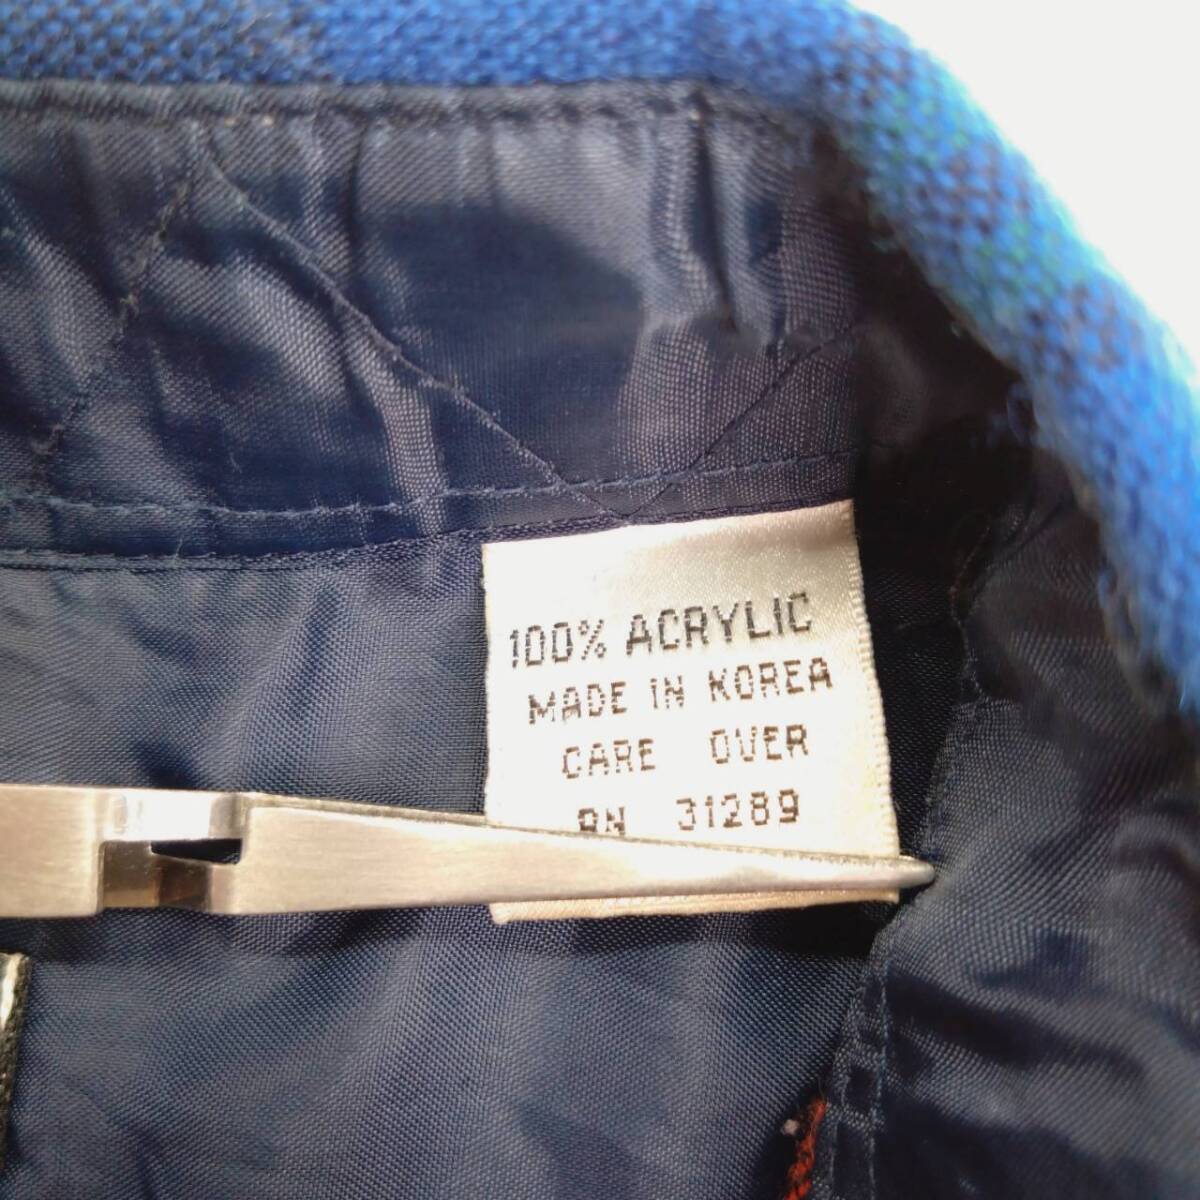 100% ACRYLIC
MADE IN KOREA
CARE OVER
RN 31289